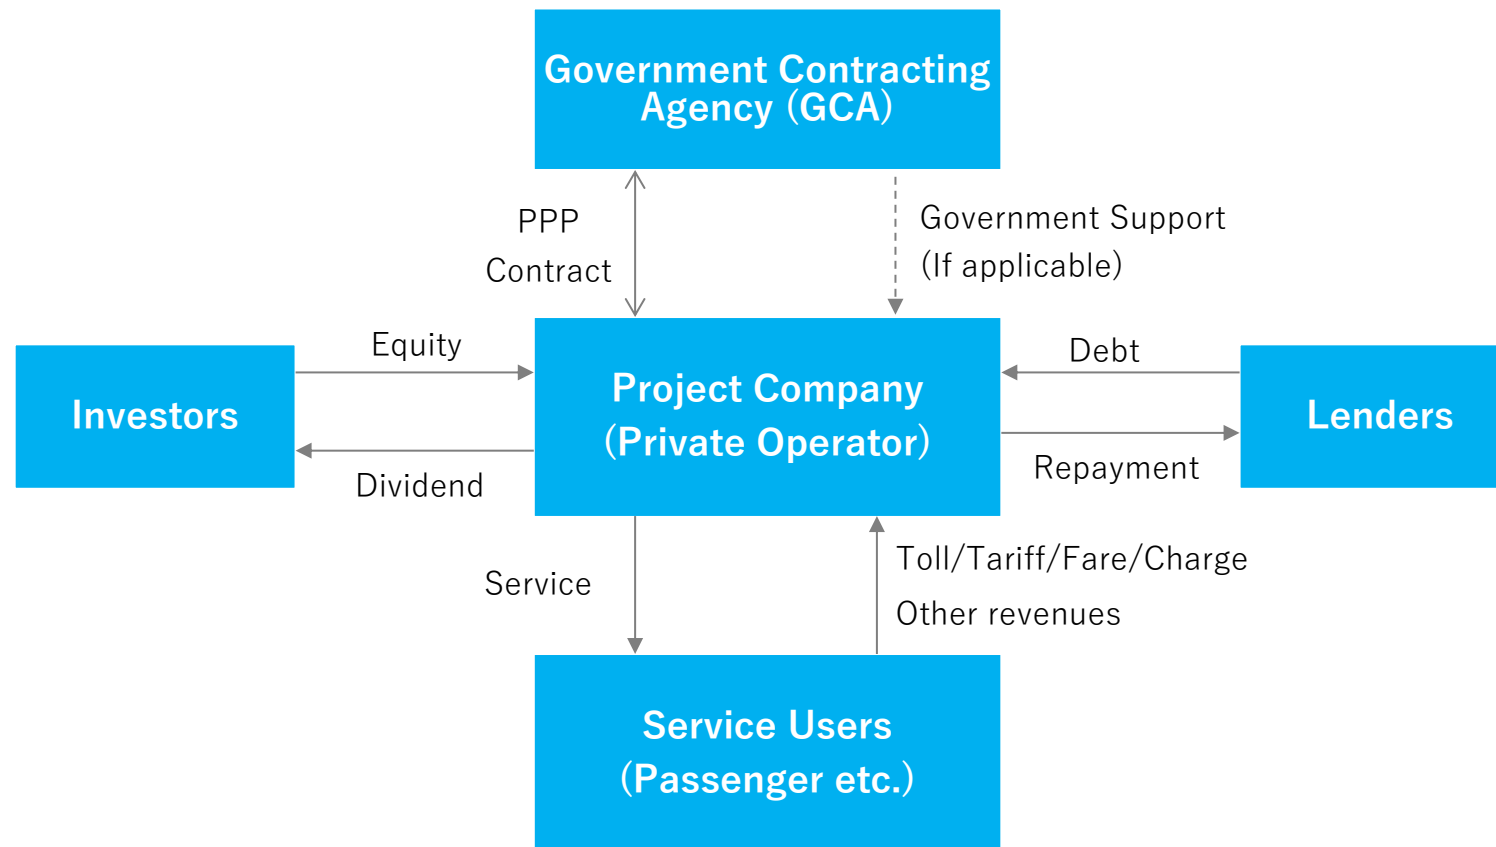 Government Contracting
Agency (GCA)
PPP
Contract
Government Support
(If applicable)
Equity
Debt
Investors
Project Company
(Private Operator)
Lenders
Dividend
Repayment
Service
Toll/Tariff/Fare/Charge
Other revenues
Service Users
(Passenger etc.)